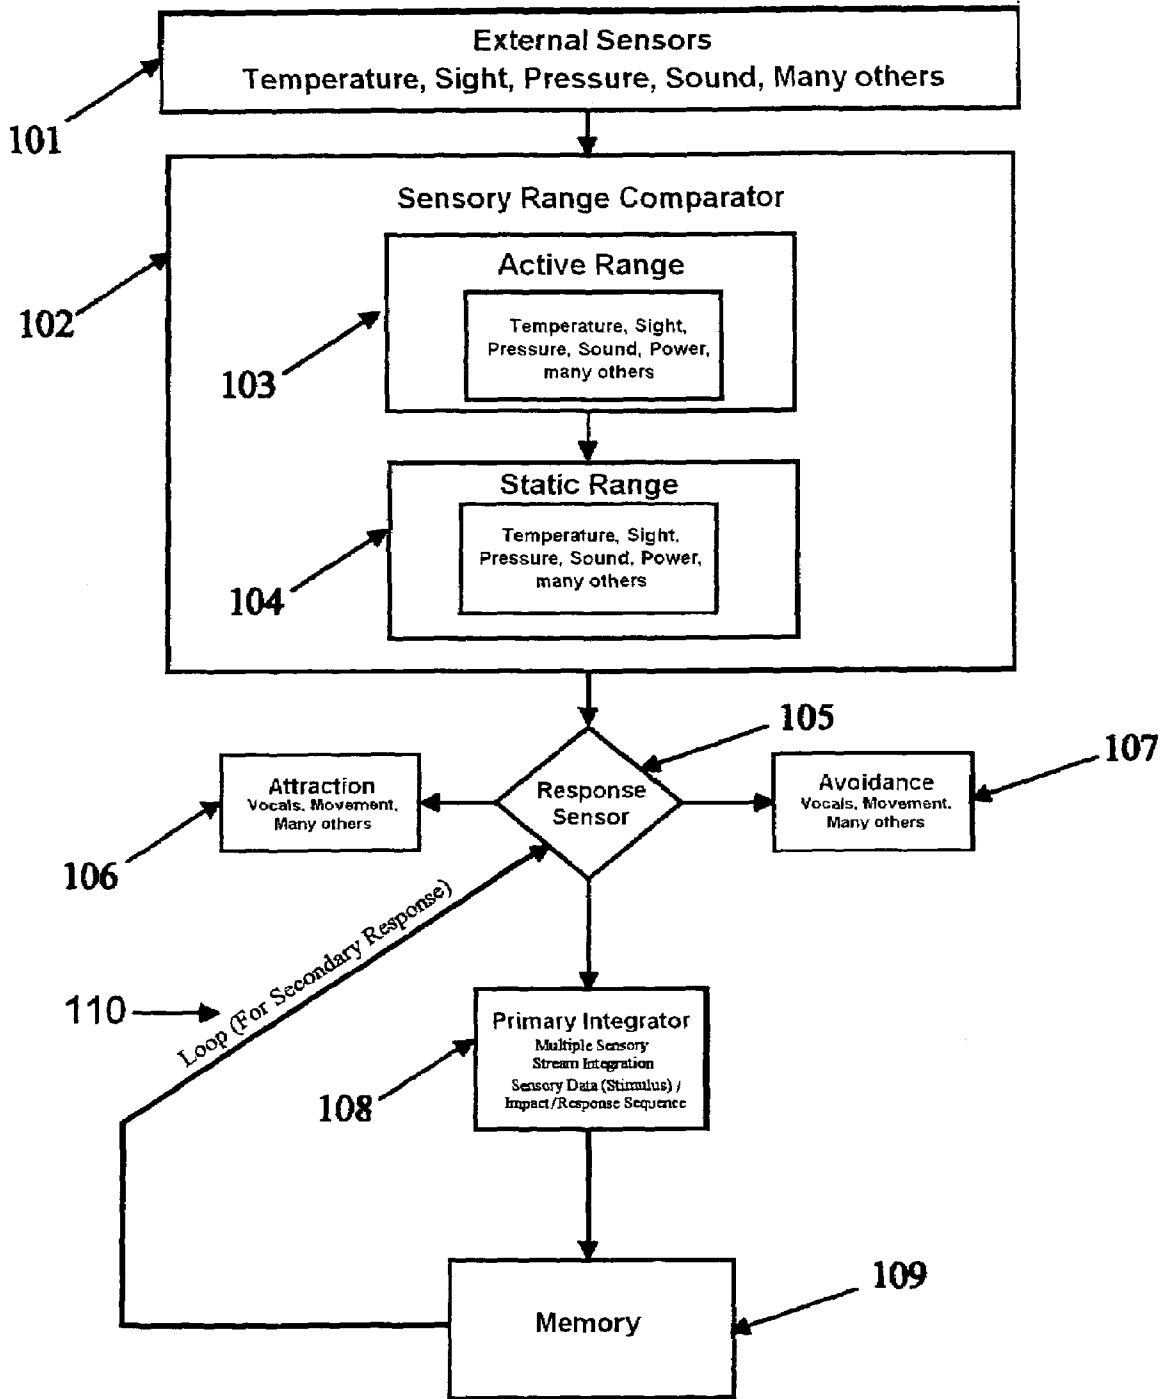 External Sensors
Temperature, Sight, Pressure, Sound, Many others
101
Sensory Range Comparator
102
Active Range
Temperature, Sight,
Pressure, Sound, Power,
many others
103
Static Range
Temperature, Sight,
Pressure, Sound, Power,
many others
104
105
107
Attraction
Vocals, Movement,
Many others
Response
Sensor
Avoidance
Vocals, Movement,
Many others
106
Loop (For Secondary Response)
110
Primary Integrator
Multiple Sensory
Stream Integration
Sensory Data (Stimulus) /
Impact/Response Sequence
108
109
Memory